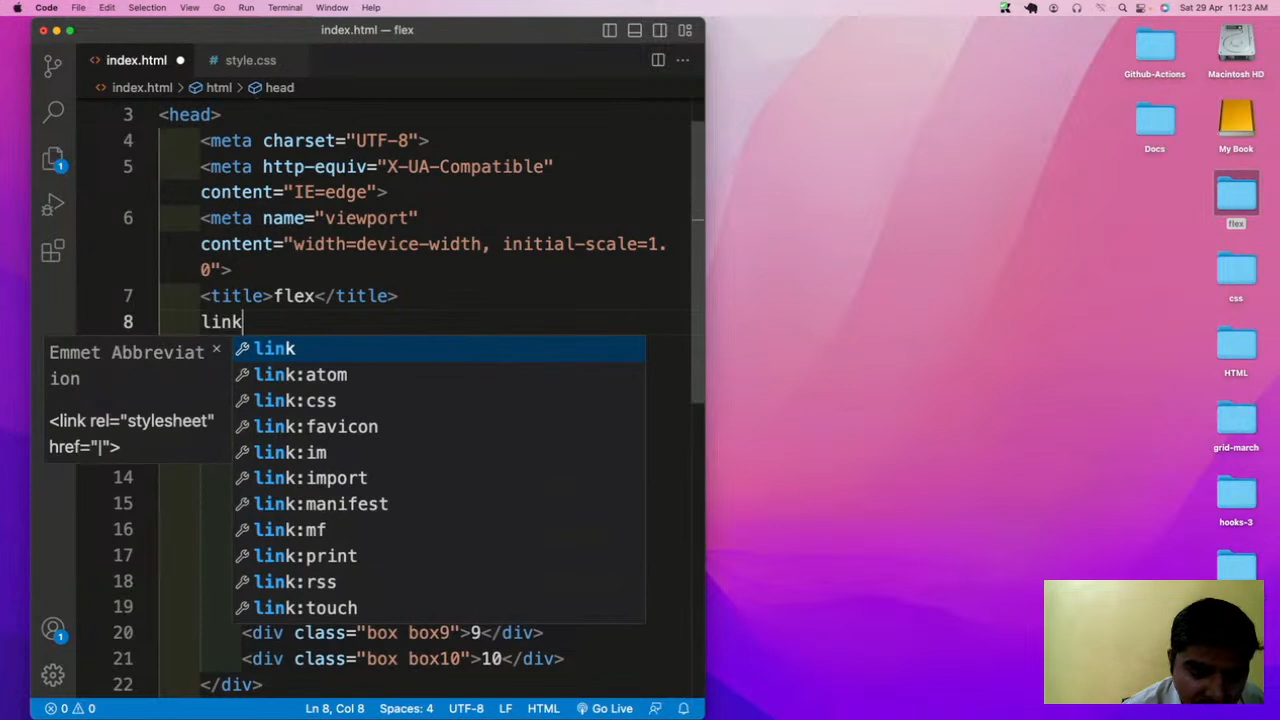 Code File Edit Selection View Go Run Terminal Window Help
Sat 29 Apr 11:23 AM
index.html — flex
index.html
style.css
index.html > html > head
3 <head>
4 <meta charset="UTF-8">
5 <meta http-equiv="X-UA-Compatible"
content="IE=edge">
6 <meta name="viewport"
content="width=device-width, initial-scale=1.
0">
7 <title>flex</title>
8 link
Emmet Abbreviat
ion
<link rel="stylesheet"
href="|">
link
link:atom
link:css
link:favicon
link:im
link:import
link:manifest
link:mf
link:print
link:rss
link:touch
14
15
16
17
18
19
20 <div class="box box9">9</div>
21 <div class="box box10">10</div>
22 </div>
1
1
0 0
Ln 8, Col 8
Spaces: 4
UTF-8
LF
HTML
Go Live
Github-Actions
Macintosh HD
Docs
My Book
flex
css
HTML
grid-march
hooks-3